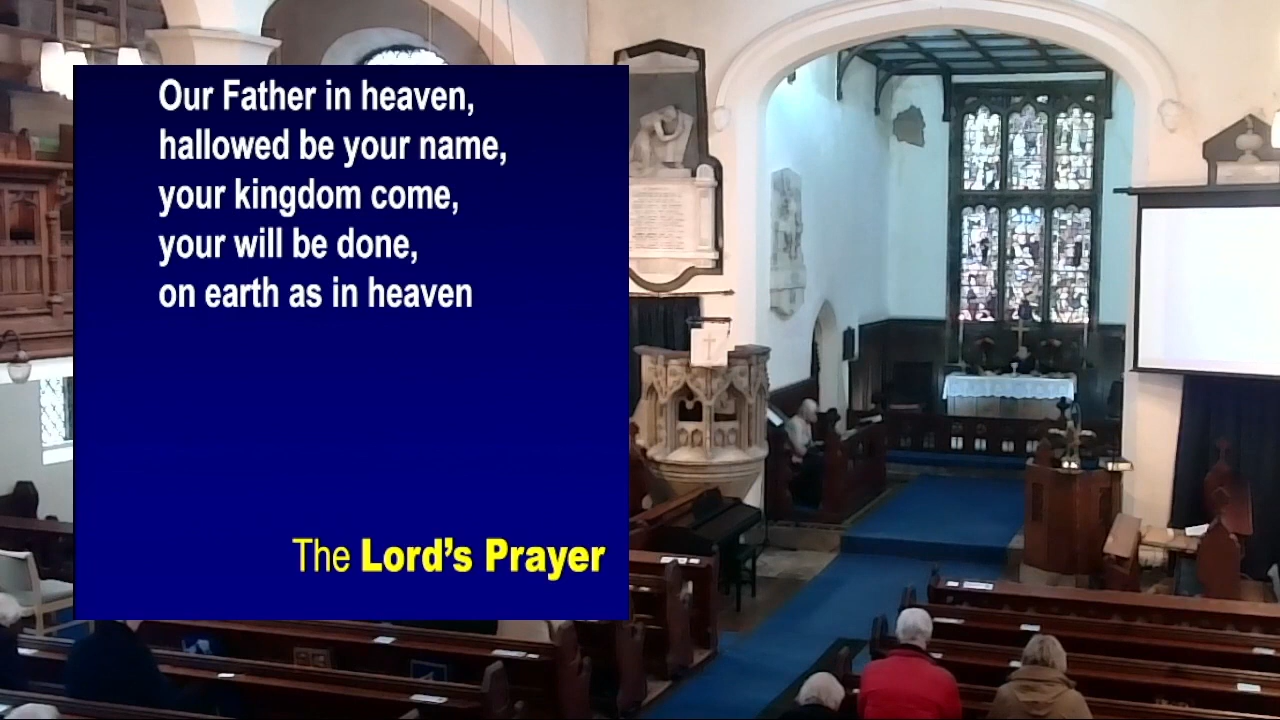 Our Father in heaven,
hallowed be your name,
your kingdom come,
your will be done,
on earth as in heaven
The Lord's Prayer